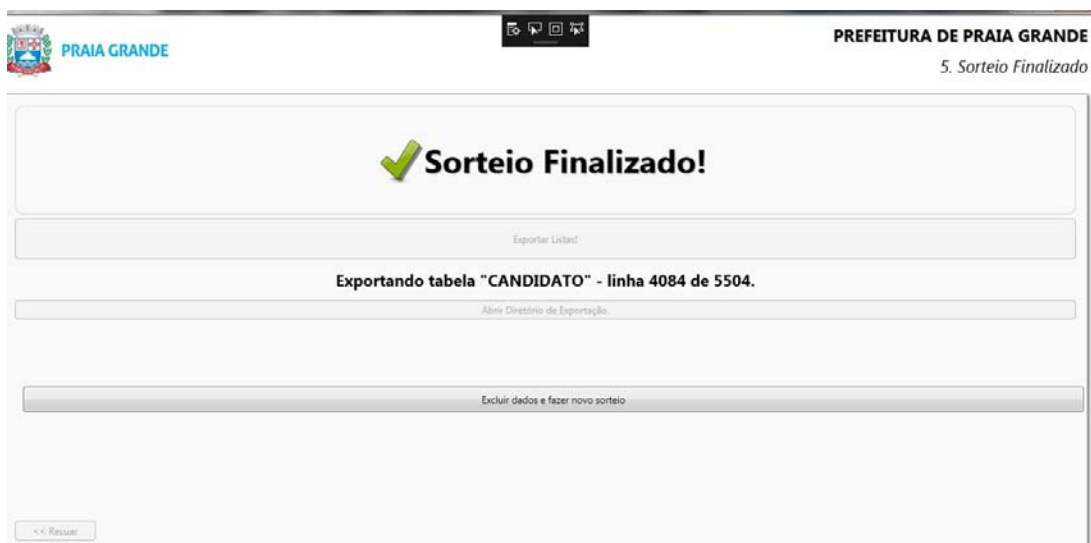 PRAIA GRANDE
PREFEITURA DE PRAIA GRANDE
5. Sorteio Finalizado
Sorteio Finalizado!
Exportar Listas!
Exportando tabela "CANDIDATO" - linha 4084 de 5504.
Abrir Diretório de Exportação.
Excluir dados e fazer novo sorteio
<< Recuar